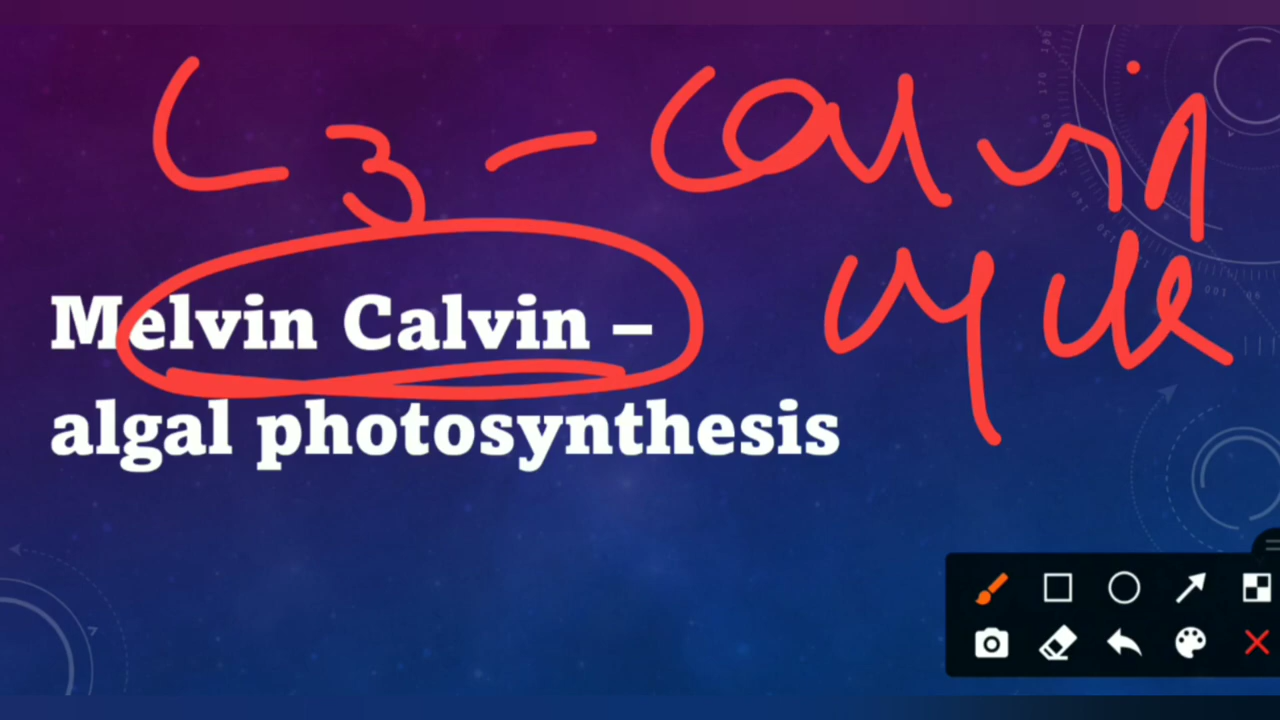 C3 - Calvin
cycle
Melvin Calvin –
algal photosynthesis